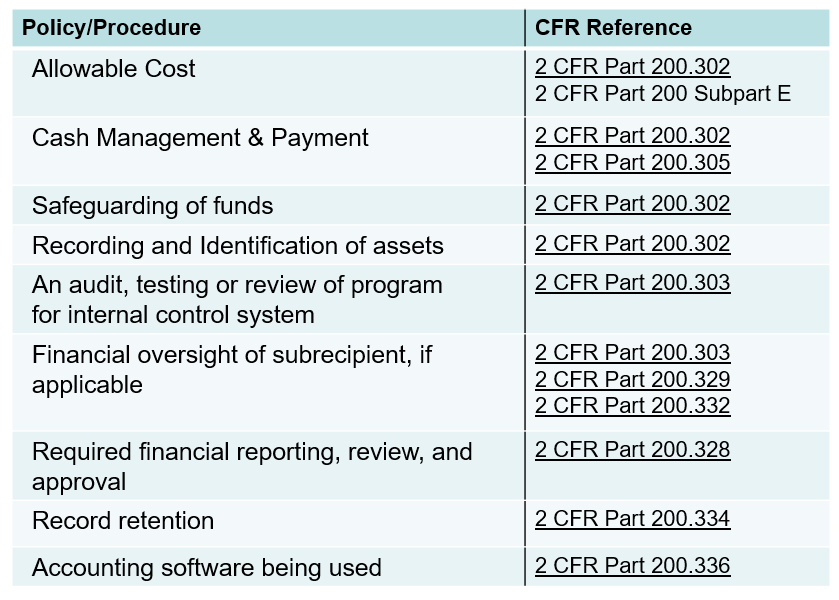 Policy/Procedure CFR Reference
Allowable Cost 2 CFR Part 200.302
2 CFR Part 200 Subpart E
Cash Management & Payment 2 CFR Part 200.302
2 CFR Part 200.305
Safeguarding of funds 2 CFR Part 200.302
Recording and Identification of assets 2 CFR Part 200.302
An audit, testing or review of program 2 CFR Part 200.303
for internal control system
Financial oversight of subrecipient, if 2 CFR Part 200.303
applicable 2 CFR Part 200.329
2 CFR Part 200.332
Required financial reporting, review, and 2 CFR Part 200.328
approval
Record retention 2 CFR Part 200.334
Accounting software being used 2 CFR Part 200.336